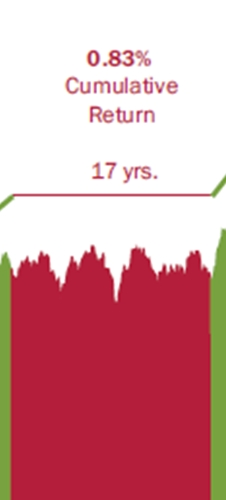 0.83%
Cumulative
Return
17 yrs.